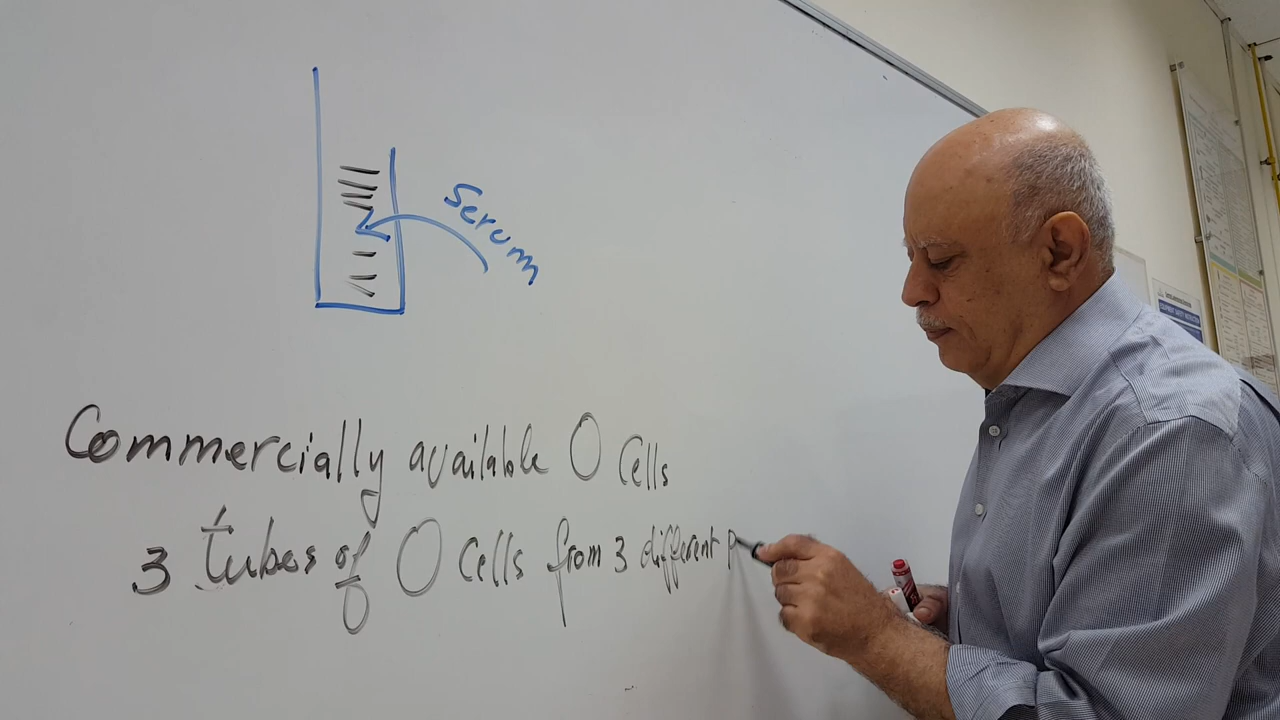 Serum
Commercially available O Cells
3 tubes of O Cells from 3 different P